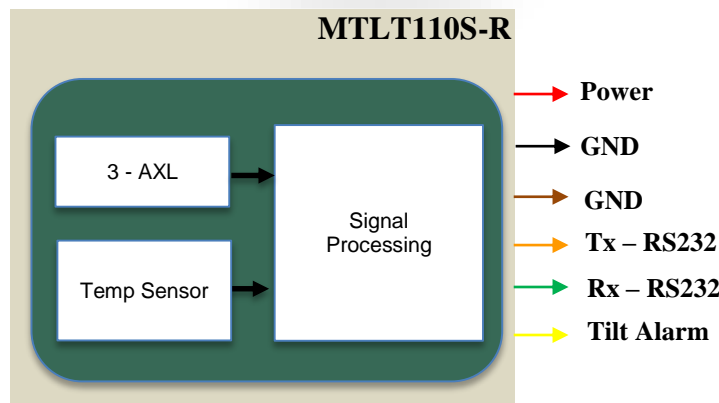 MTLT110S-R
Power
GND
3 - AXL
GND
Signal
Processing
Tx – RS232
Temp Sensor
Rx – RS232
Tilt Alarm